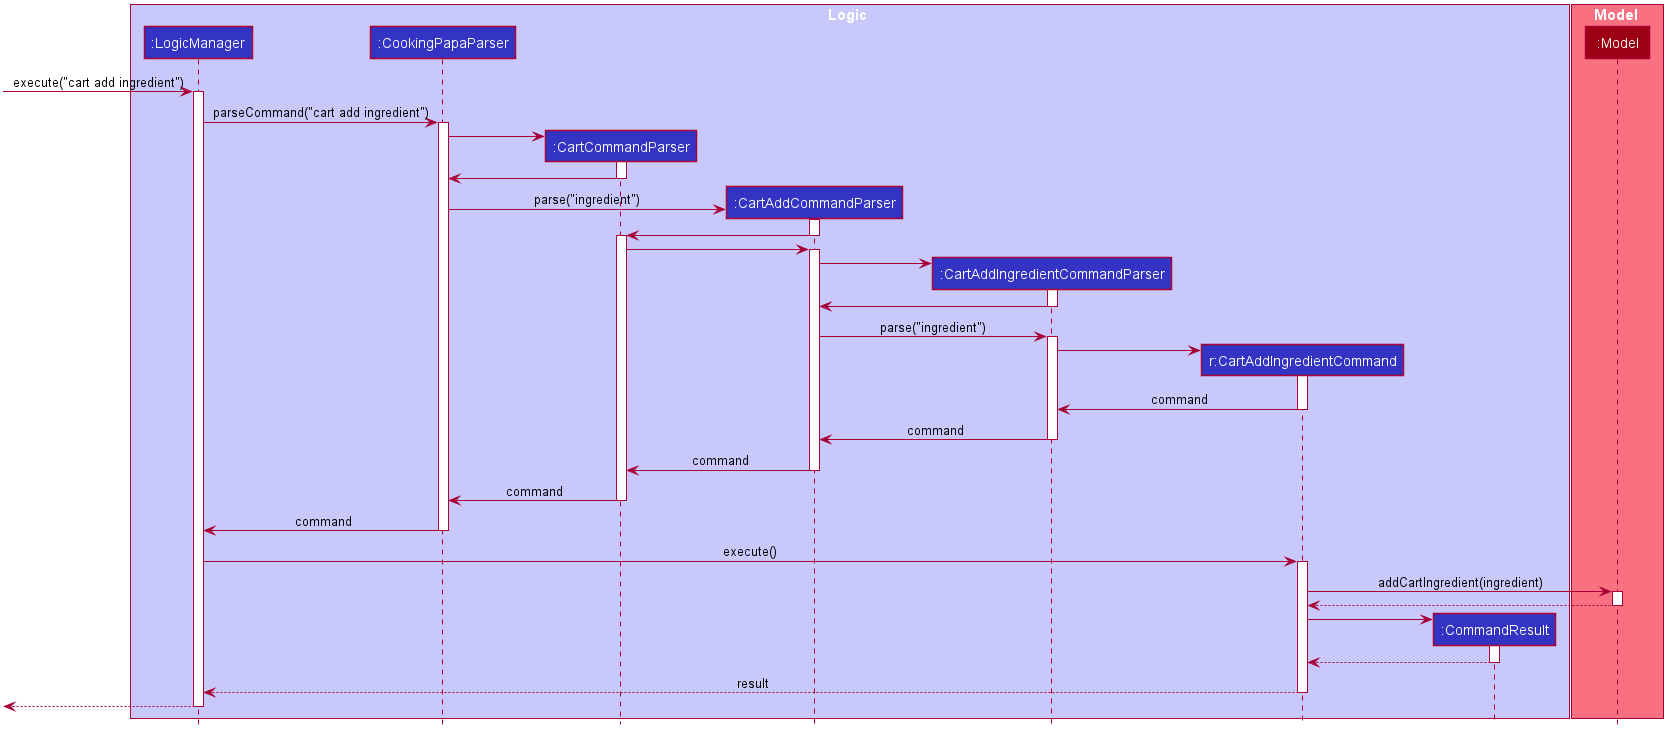 Logic
Model
:LogicManager
:CookingPapaParser
:Model
execute("cart add ingredient")
parseCommand("cart add ingredient")
:CartCommandParser
parse("ingredient")
:CartAddCommandParser
:CartAddIngredientCommandParser
parse("ingredient")
r:CartAddIngredientCommand
command
command
command
command
command
execute()
addCartIngredient(ingredient)
:CommandResult
result